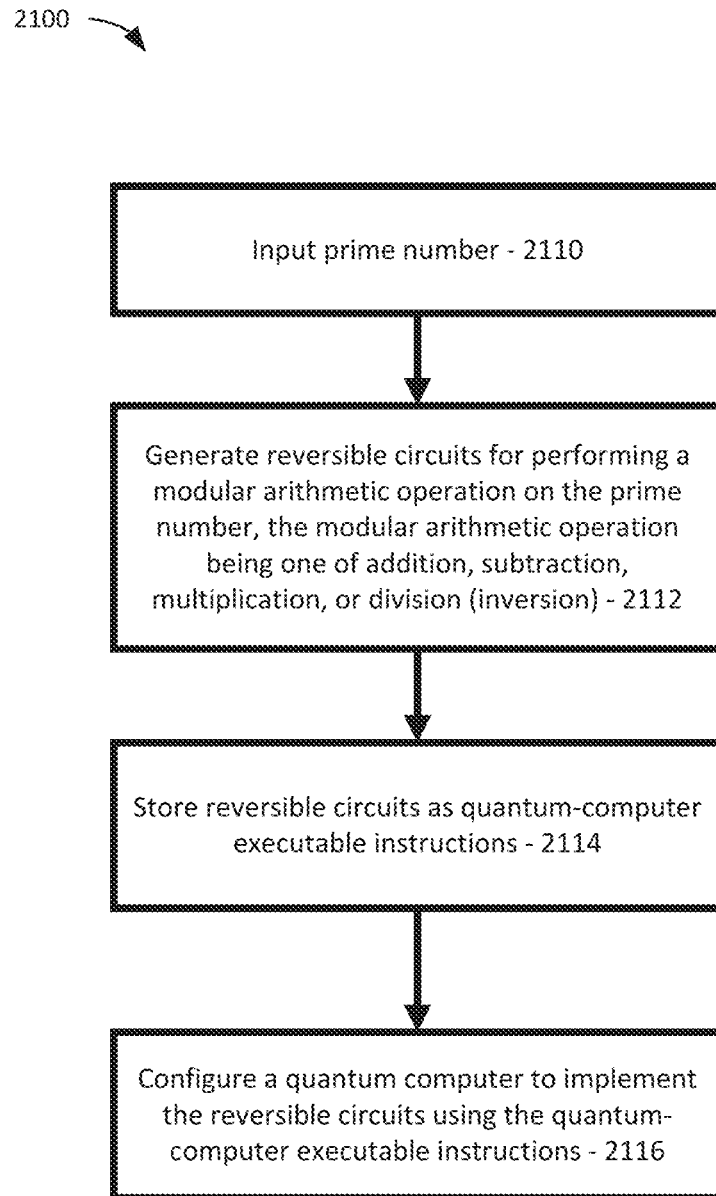 2100
Input prime number - 2110
Generate reversible circuits for performing a
modular arithmetic operation on the prime
number, the modular arithmetic operation
being one of addition, subtraction,
multiplication, or division (inversion) - 2112
Store reversible circuits as quantum-computer
executable instructions - 2114
Configure a quantum computer to implement
the reversible circuits using the quantum-
computer executable instructions - 2116